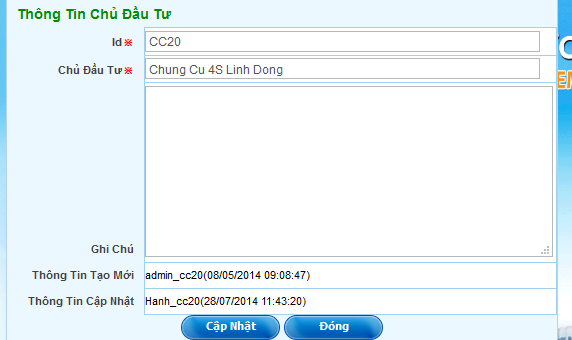 Thông Tin Chủ Đầu Tư
Id ※ CC20
Chủ Đầu Tư ※ Chung Cu 4S Linh Dong
Ghi Chú
Thông Tin Tạo Mới admin_cc20(08/05/2014 09:08:47)
Thông Tin Cập Nhật Hanh_cc20(28/07/2014 11:43:20)
Cập Nhật Đóng